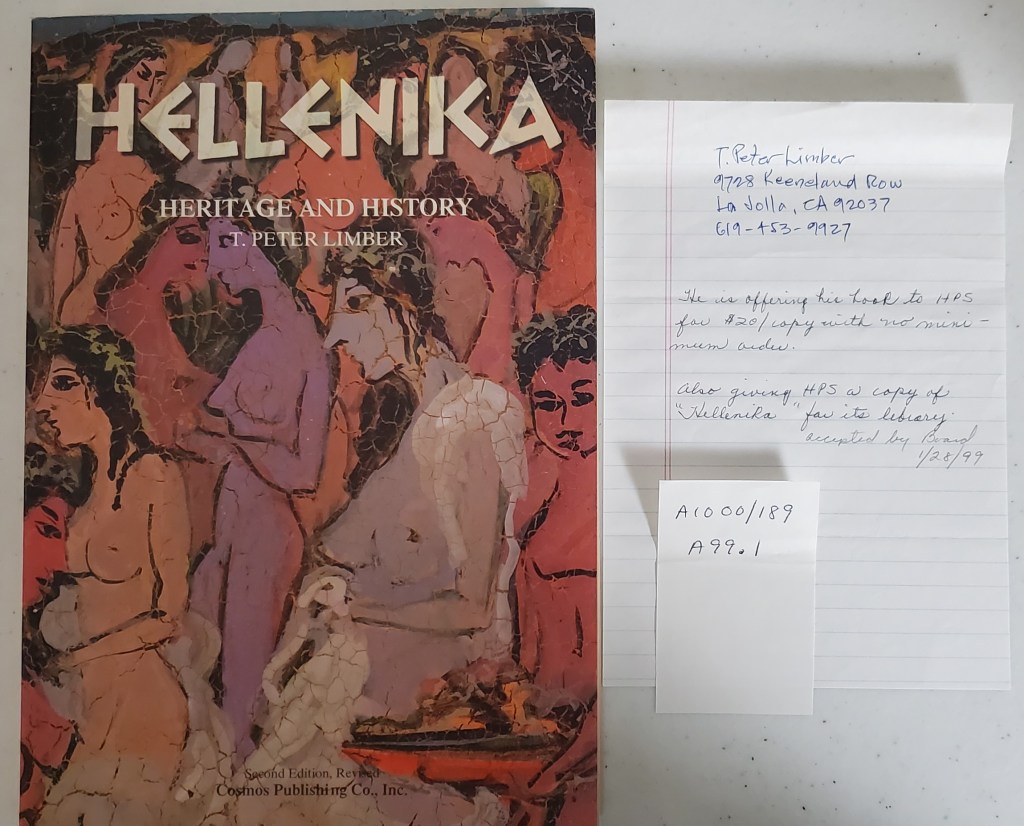 HELLENIKA
HERITAGE AND HISTORY
T. PETER LIMBER
Second Edition, Revised
Cosmos Publishing Co., Inc.
T. Peter Limber
9728 Keeneland Row
La Jolla, CA 92037
619-453-9927
He is offering his book to HPS
for $20/copy with no mini-
mum order.
Also giving HPS a copy of
"Hellenika" for its library.
accepted by Board
1/28/99
A1000/189
A99.1